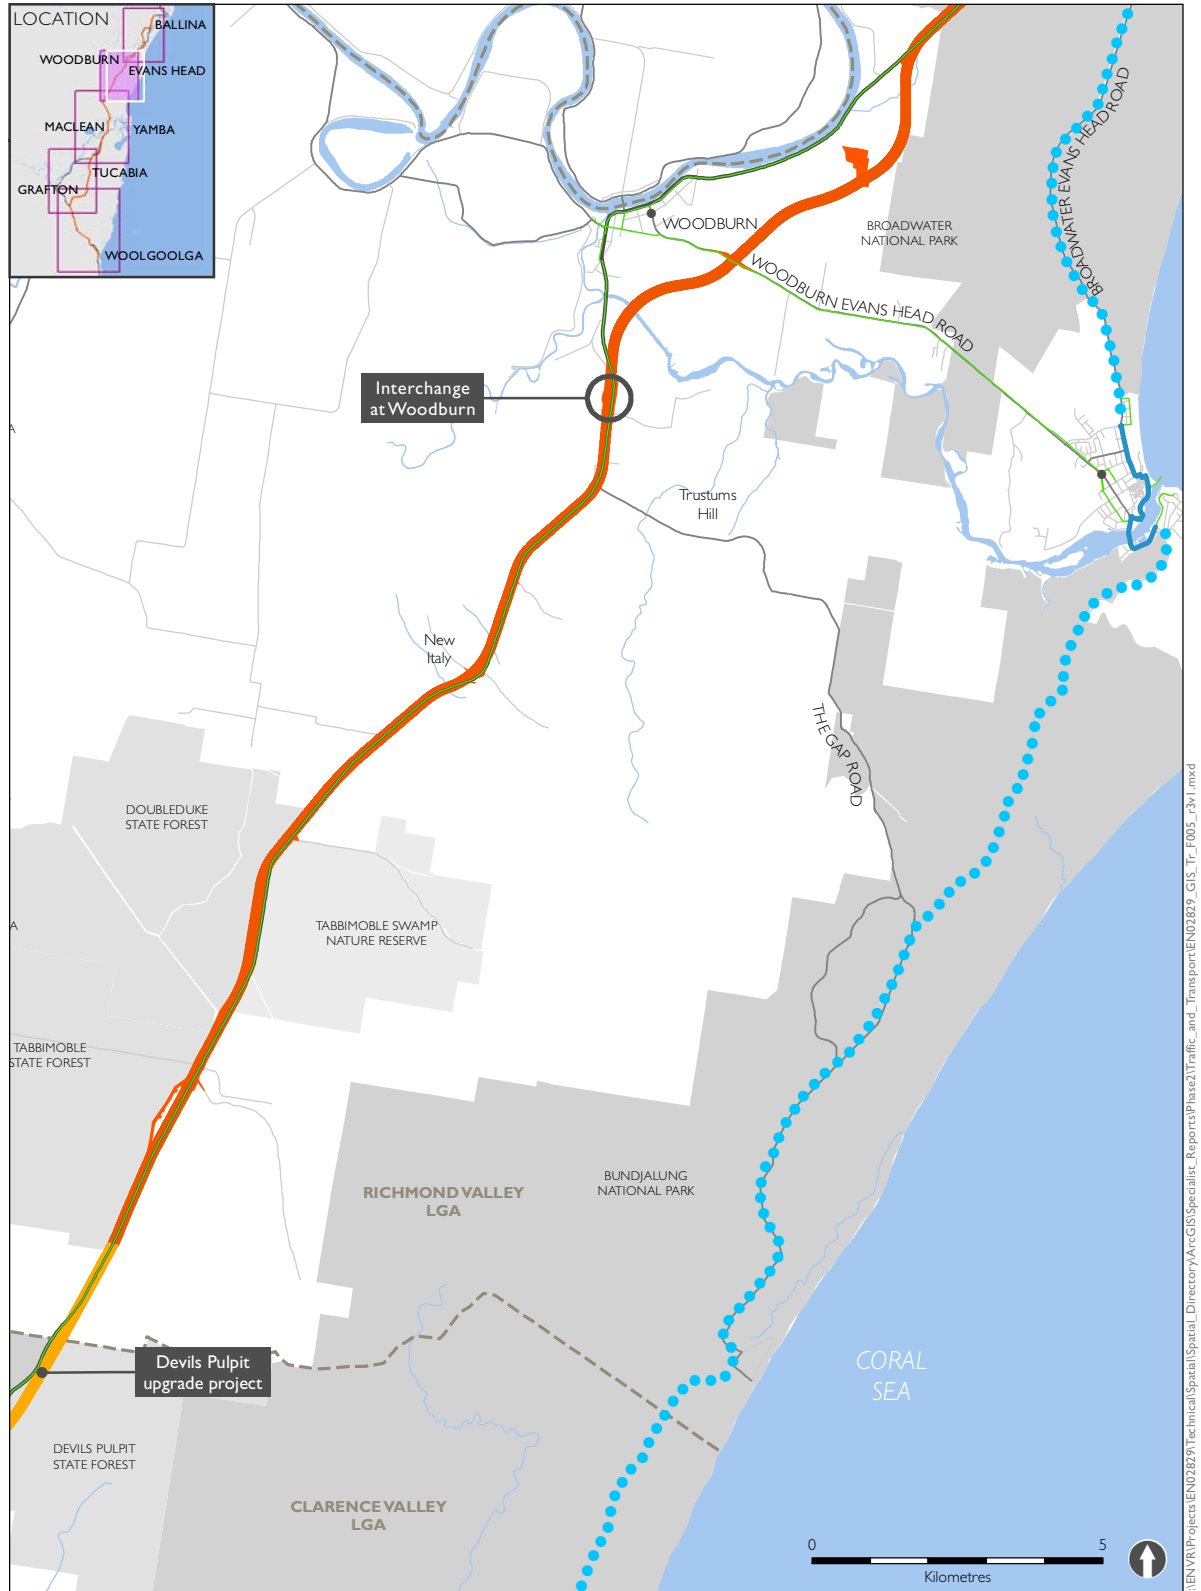 LOCATION
BALLINA
WOODBURN
EVANS HEAD
MACLEAN
YAMBA
TUCABIA
GRAFTON
WOOLGOOLGA
BROADWATER EVANS HEAD ROAD
WOODBURN
BROADWATER
NATIONAL PARK
WOODBURN EVANS HEAD ROAD
Interchange
at Woodburn
A
Trustums
Hill
New
Italy
THE GAP ROAD
DOUBLEDUKE
STATE FOREST
A
TABBIMOBLE SWAMP
NATURE RESERVE
TABBIMOBLE
STATE FOREST
BUNDJALUNG
NATIONAL PARK
RICHMOND VALLEY
LGA
Devils Pulpit
upgrade project
CORAL
SEA
DEVILS PULPIT
STATE FOREST
CLARENCE VALLEY
LGA
0 5
Kilometres
:\ENVR\Projects\EN02829\Technical\Spatial\Spatial_Directory\ArcGIS\Specialist_Reports\Phase2\Traffic_and_Transport\EN02829_GIS_Tr_F005_r3v1.mxd